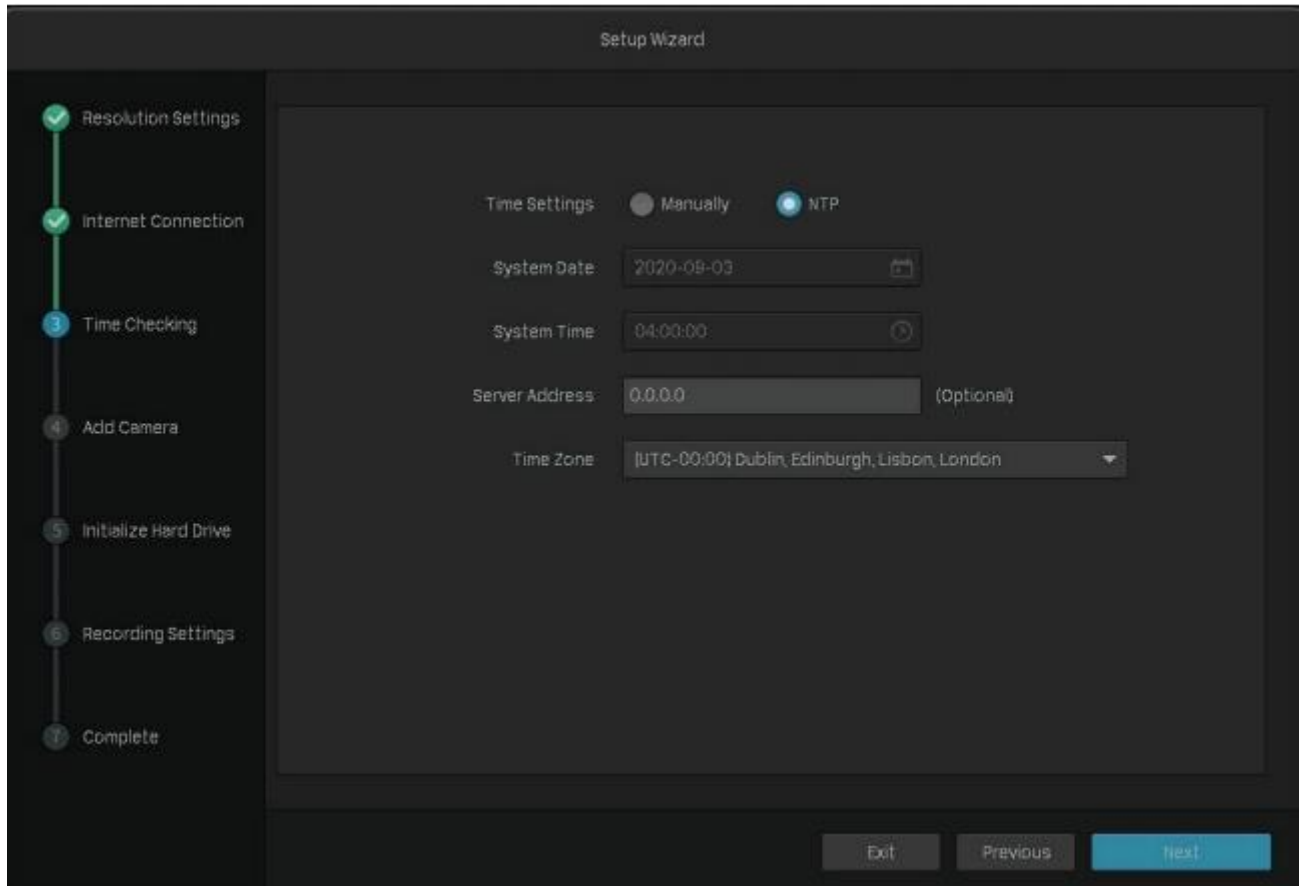 Setup Wizard
Resolution Settings
Internet Connection
3 Time Checking
4 Add Camera
5 Initialize Hard Drive
6 Recording Settings
7 Complete
Time Settings Manually NTP
System Date 2020-09-03
System Time 04:00:00
Server Address 0.0.0.0 (Optional)
Time Zone (UTC-00:00) Dublin, Edinburgh, Lisbon, London
Exit Previous Next